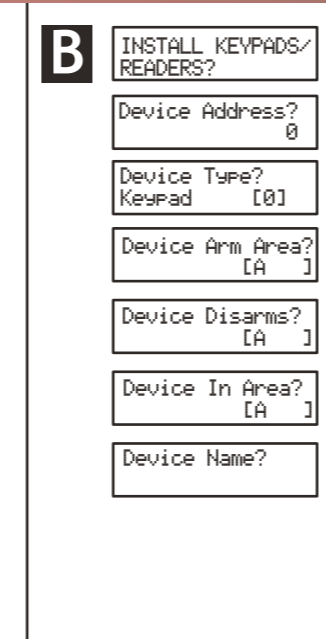 B
INSTALL KEYPADS/
READERS?
Device Address?
0
Device Type?
Keypad [0]
Device Arm Area?
[A ]
Device Disarms?
[A ]
Device In Area?
[A ]
Device Name?